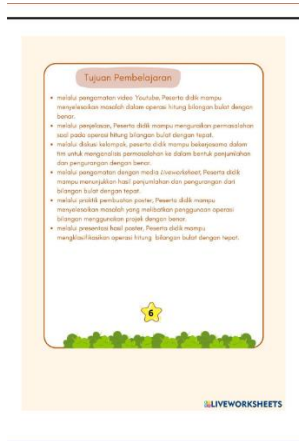 Tujuan Pembelajaran
• melalui pengamatan video Youtube, Peserta didik mampu
menyelesaikan masalah dalam operasi hitung bilangan bulat dengan
benar.
• melalui penjelasan, Peserta didik mampu mengunakan permasalahan
soal pada operasi hitung bilangan bulat dengan tepat.
• melalui diskusi kelompok, peserta didik mampu bekerjasama dalam
tim untuk menganalisis permasalahan ke dalam bentuk penjumlahan
dan pengurangan dengan benar.
• melalui pengamatan dengan media Liveworksheet, Peserta didik
mampu menunjukkan hasil penjumlahan dan pengurangan dari
bilangan bulat dengan tepat.
• melalui praktik pembuatan poster, Peserta didik mampu
menyelesaikan masalah yang melibatkan penggunaan operasi
bilangan menggunakan projek dengan benar.
• melalui presentasi hasil poster, Peserta didik mampu
mengklasifikasikan operasi hitung bilangan bulat dengan tepat.
6
LIVEWORKSHEETS